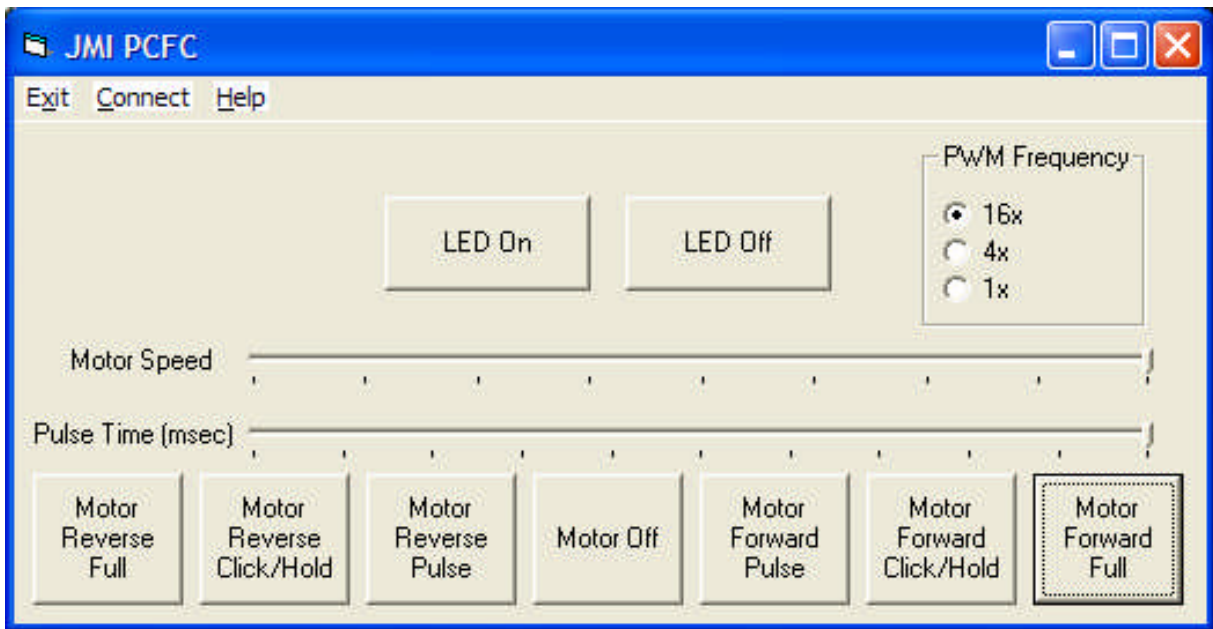 JMI PCFC
Exit Connect Help
PWM Frequency
16x
LED On LED Off
4x
1x
Motor Speed
Pulse Time (msec)
Motor Reverse Full
Motor Reverse Click/Hold
Motor Reverse Pulse
Motor Off
Motor Forward Pulse
Motor Forward Click/Hold
Motor Forward Full